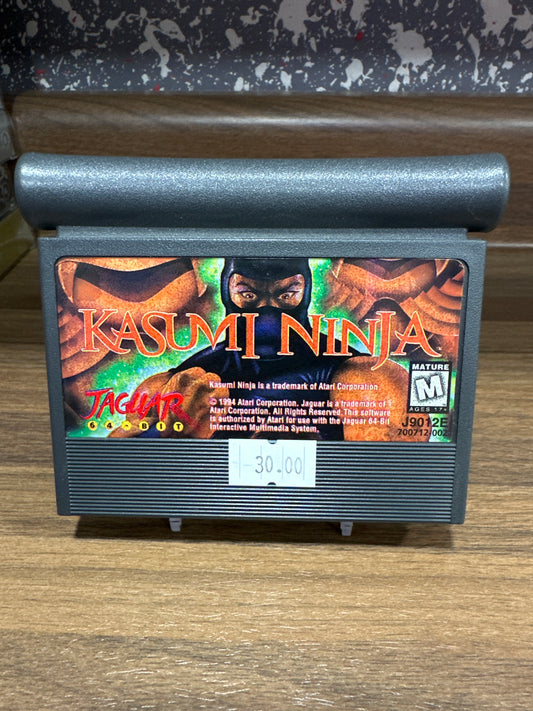 KASUMI NINJA
Kasumi Ninja is a trademark of Atari Corporation.
© 1994 Atari Corporation. Jaguar is a trademark of
Atari Corporation. All Rights Reserved. This software
is authorized by Atari for use with the Jaguar 64-Bit
Interactive Multimedia System.
JAGUAR
64-BIT
MATURE
M
AGES 17+
J9012E
700712-002
-30.00